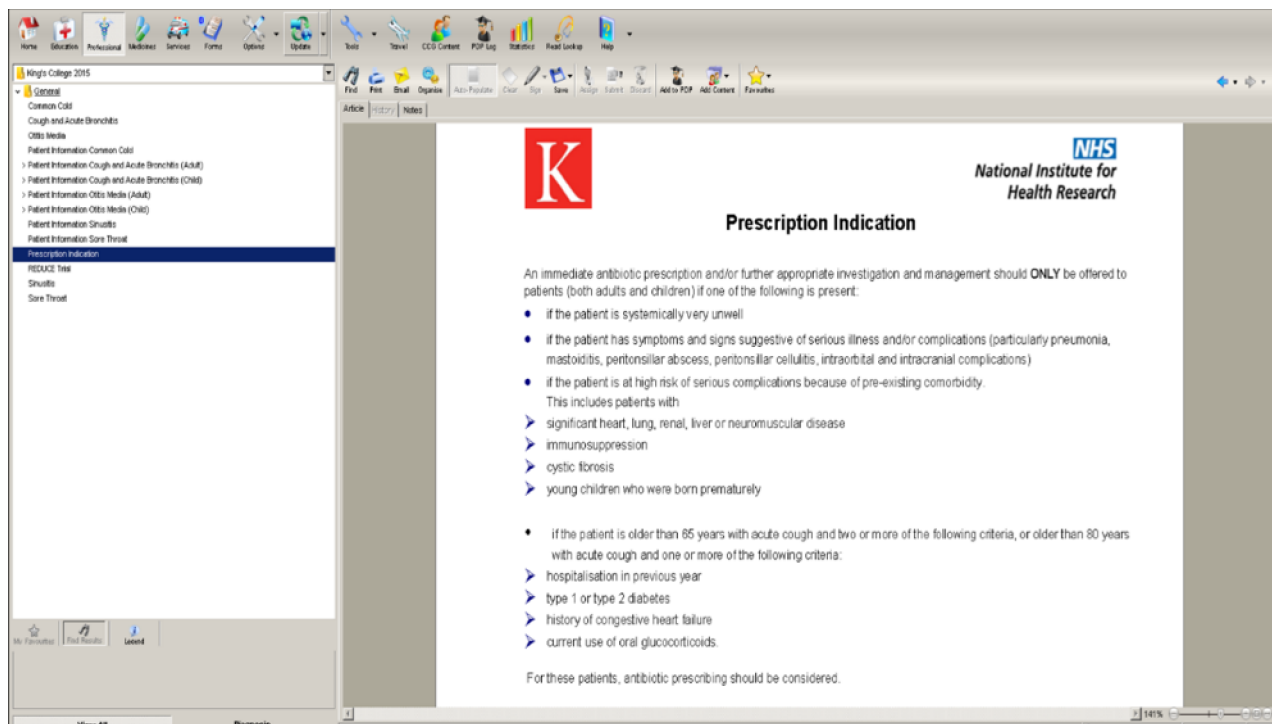 Home Education Professional Medicines Services Forms Options Update Tools Travel CCG Content PDP Log Statistics Read Lookup Help
King's College 2015
General
Common Cold
Cough and Acute Bronchitis
Otitis Media
Patient Information Common Cold
Patient Information Cough and Acute Bronchitis (Adult)
Patient Information Cough and Acute Bronchitis (Child)
Patient Information Otitis Media (Adult)
Patient Information Otitis Media (Child)
Patient Information Sinusitis
Patient Information Sore Throat
Prescription Indication
REDUCE Trial
Sinusitis
Sore Throat
My Favourites Find Results Legend
View All Diagnosis
Find Print Email Organise Auto-Populate Clear Sign Save Assign Submit Discard Add to PDP Add Content Favourites
Article History Notes
K
NHS
National Institute for
Health Research
Prescription Indication
An immediate antibiotic prescription and/or further appropriate investigation and management should ONLY be offered to
patients (both adults and children) if one of the following is present:
• if the patient is systemically very unwell
• if the patient has symptoms and signs suggestive of serious illness and/or complications (particularly pneumonia,
mastoiditis, peritonsillar abscess, peritonsillar cellulitis, intraorbital and intracranial complications)
• if the patient is at high risk of serious complications because of pre-existing comorbidity.
This includes patients with
➤ significant heart, lung, renal, liver or neuromuscular disease
➤ immunosuppression
➤ cystic fibrosis
➤ young children who were born prematurely
• if the patient is older than 65 years with acute cough and two or more of the following criteria, or older than 80 years
with acute cough and one or more of the following criteria:
➤ hospitalisation in previous year
➤ type 1 or type 2 diabetes
➤ history of congestive heart failure
➤ current use of oral glucocorticoids.
For these patients, antibiotic prescribing should be considered.
141%